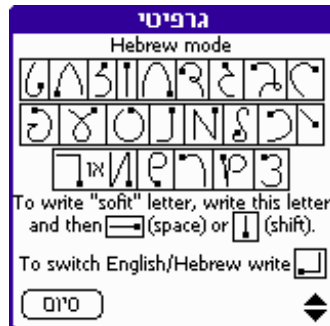 גרפיטי
Hebrew mode
או
To write "sofit" letter, write this letter
and then (space) or (shift).
To switch English/Hebrew write
סיום